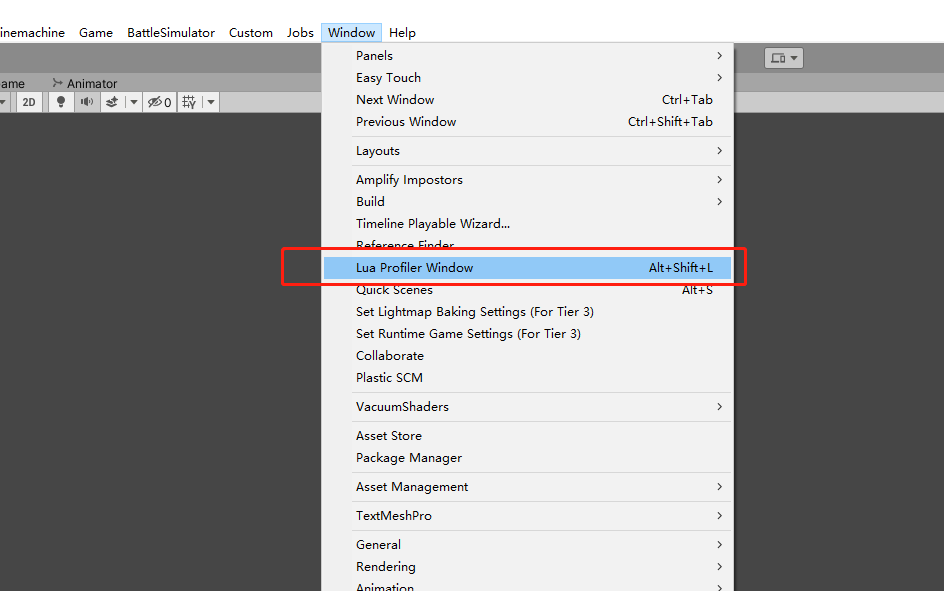 inemachine Game BattleSimulator Custom Jobs Window Help
Panels
Easy Touch
Next Window Ctrl+Tab
Previous Window Ctrl+Shift+Tab
Layouts
Amplify Impostors
Build
Timeline Playable Wizard...
Reference Finder
Lua Profiler Window Alt+Shift+L
Quick Scenes Alt+S
Set Lightmap Baking Settings (For Tier 3)
Set Runtime Game Settings (For Tier 3)
Collaborate
Plastic SCM
VacuumShaders
Asset Store
Package Manager
Asset Management
TextMeshPro
General
Rendering
Animation
ame Animator
2D 0